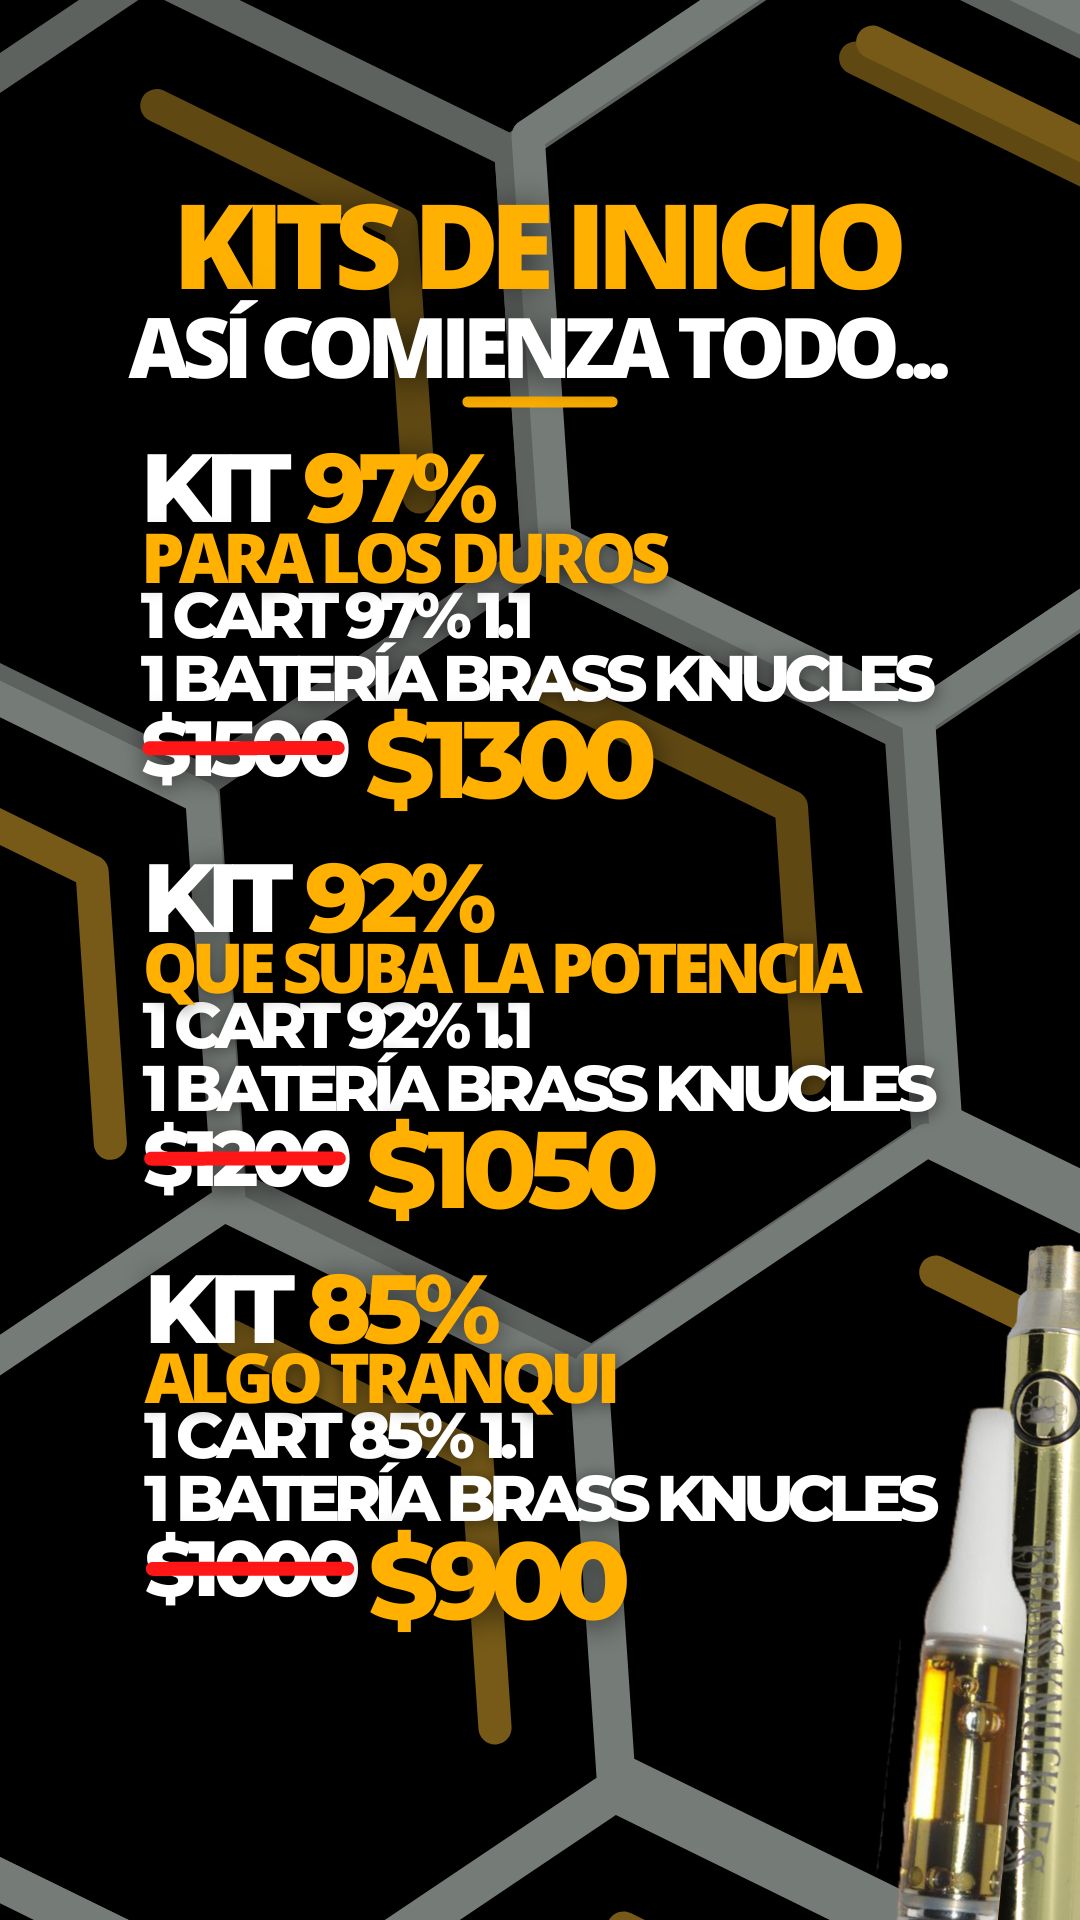 KITS DE INICIO
ASÍ COMIENZA TODO...
KIT 97%
PARA LOS DUROS
1 CART 97% 1.1
1 BATERÍA BRASS KNUCLES
$1500 $1300
KIT 92%
QUE SUBA LA POTENCIA
1 CART 92% 1.1
1 BATERÍA BRASS KNUCLES
$1200 $1050
KIT 85%
ALGO TRANQUI
1 CART 85% 1.1
1 BATERÍA BRASS KNUCLES
$1000 $900
BRASS KNUCKLES